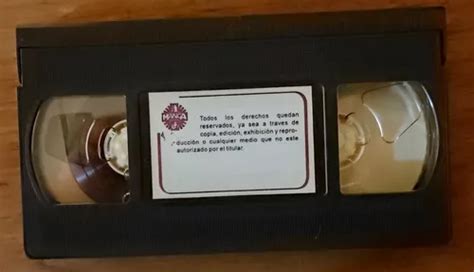 MANGA
Todos los derechos quedan
reservados, ya sea a traves de
copia, edición, exhibición y repro-
ducción o cualquier medio que no este
autorizado por el titular.